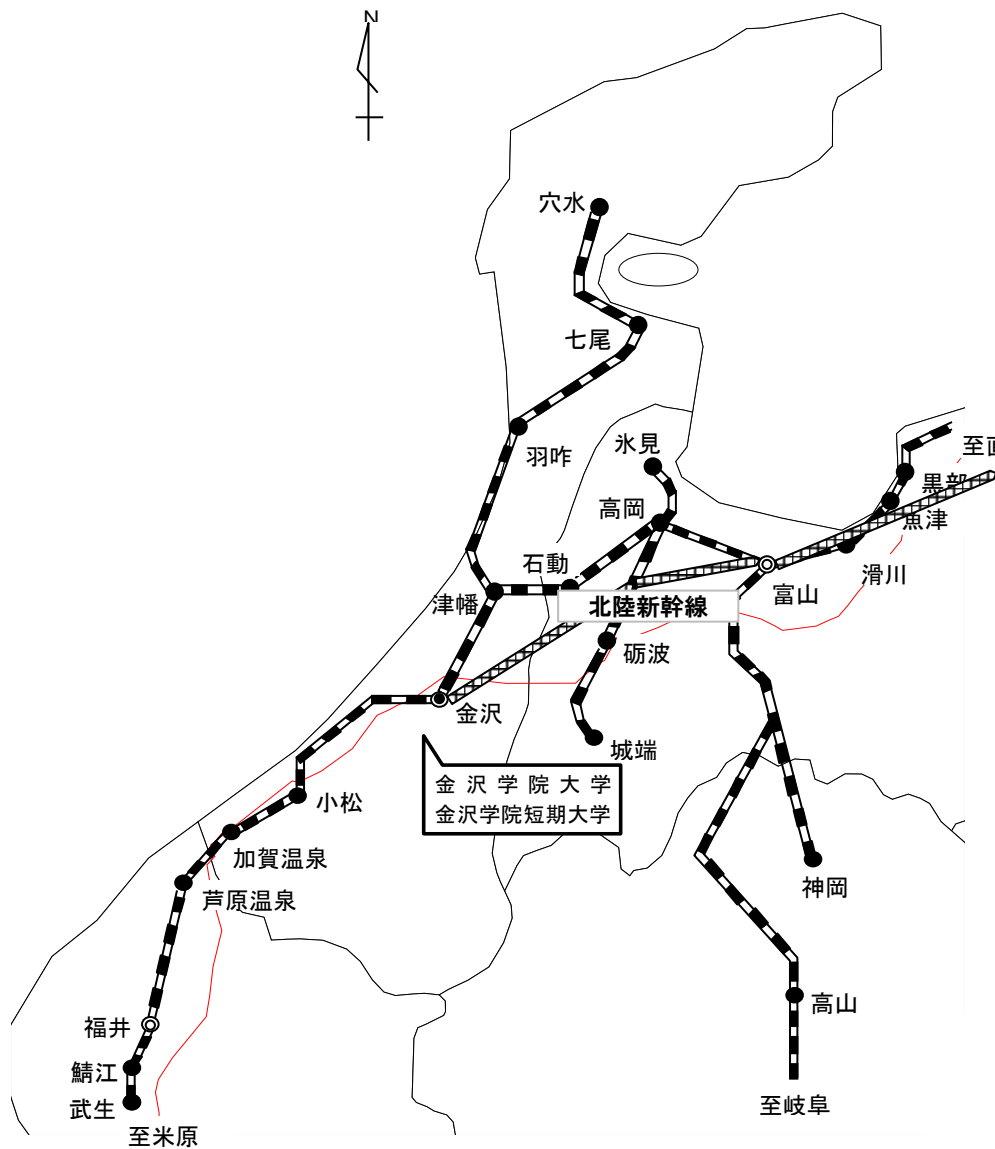 N
穴水
七尾
羽咋
氷見
至直
黒部
高岡
魚津
石動
滑川
富山
津幡
北陸新幹線
砺波
金沢
城端
金 沢 学 院 大 学
金沢学院短期大学
小松
加賀温泉
神岡
芦原温泉
高山
福井
鯖江
武生
至岐阜
至米原